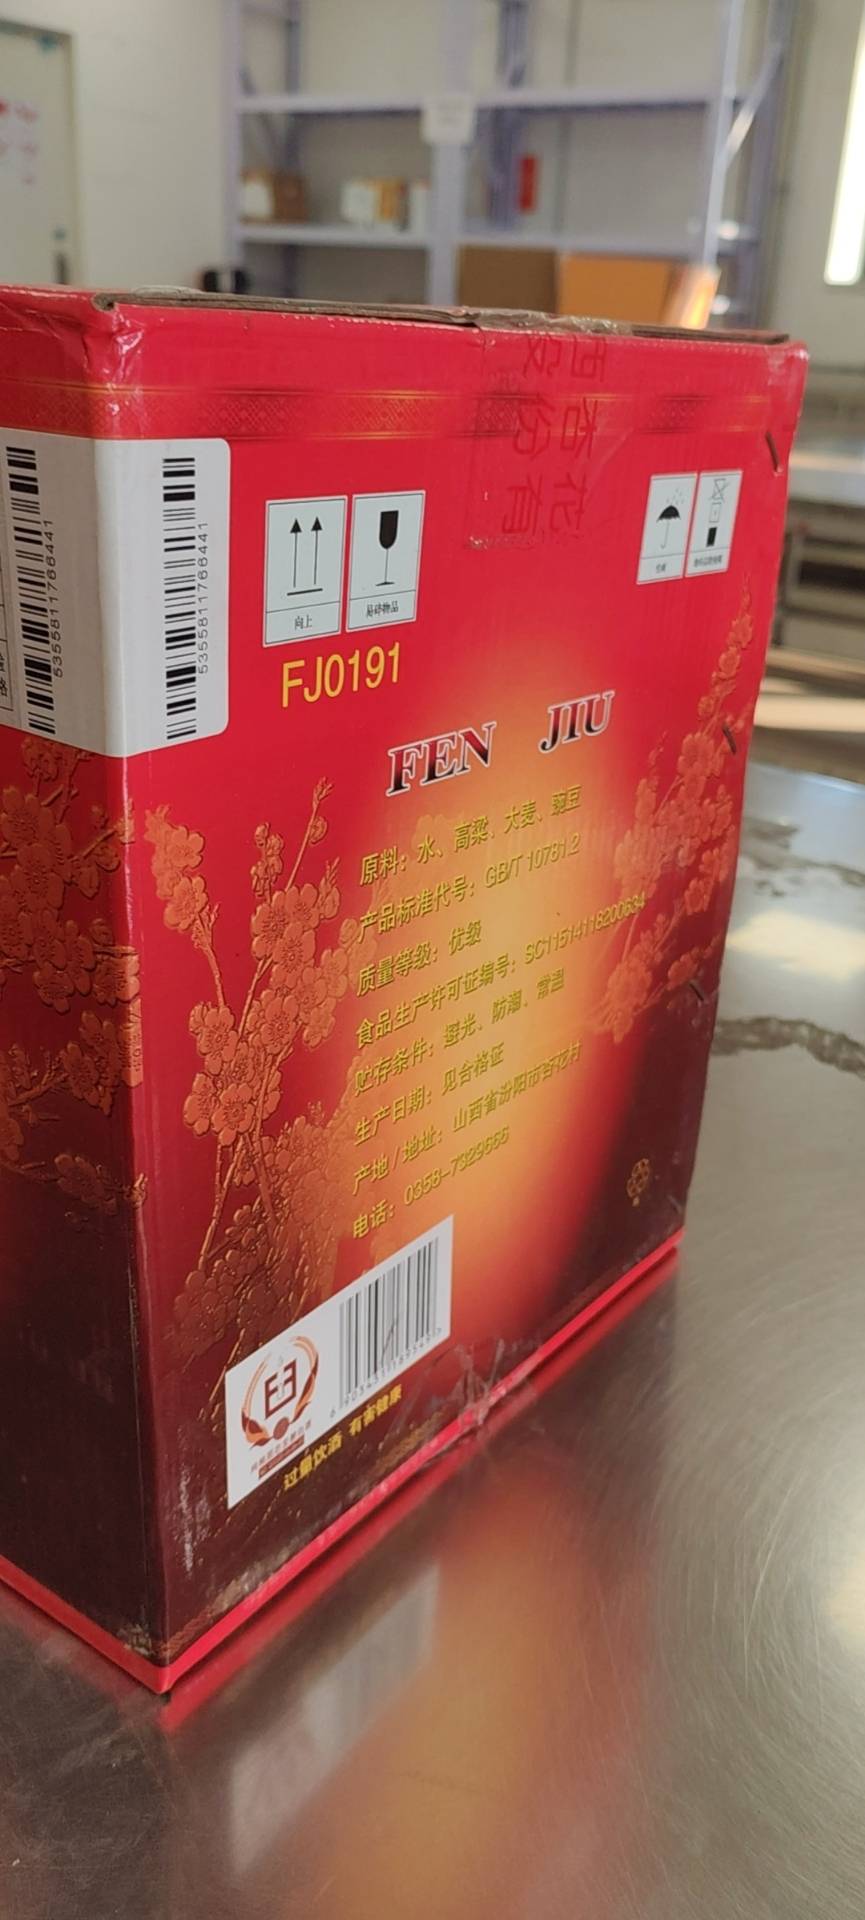 5355811766441
5355811766441
向上
易碎物品
FJ0191
FEN JIU
原料：水、高粱、大麦、豌豆
产品标准代号：GB/T 10781.2
质量等级：优级
食品生产许可证编号：SC11514118200634
贮存条件：避光、防潮、常温
生产日期：见合格证
产地/地址：山西省汾阳市杏花村
电话：0358-7329666
过量饮酒 有害健康